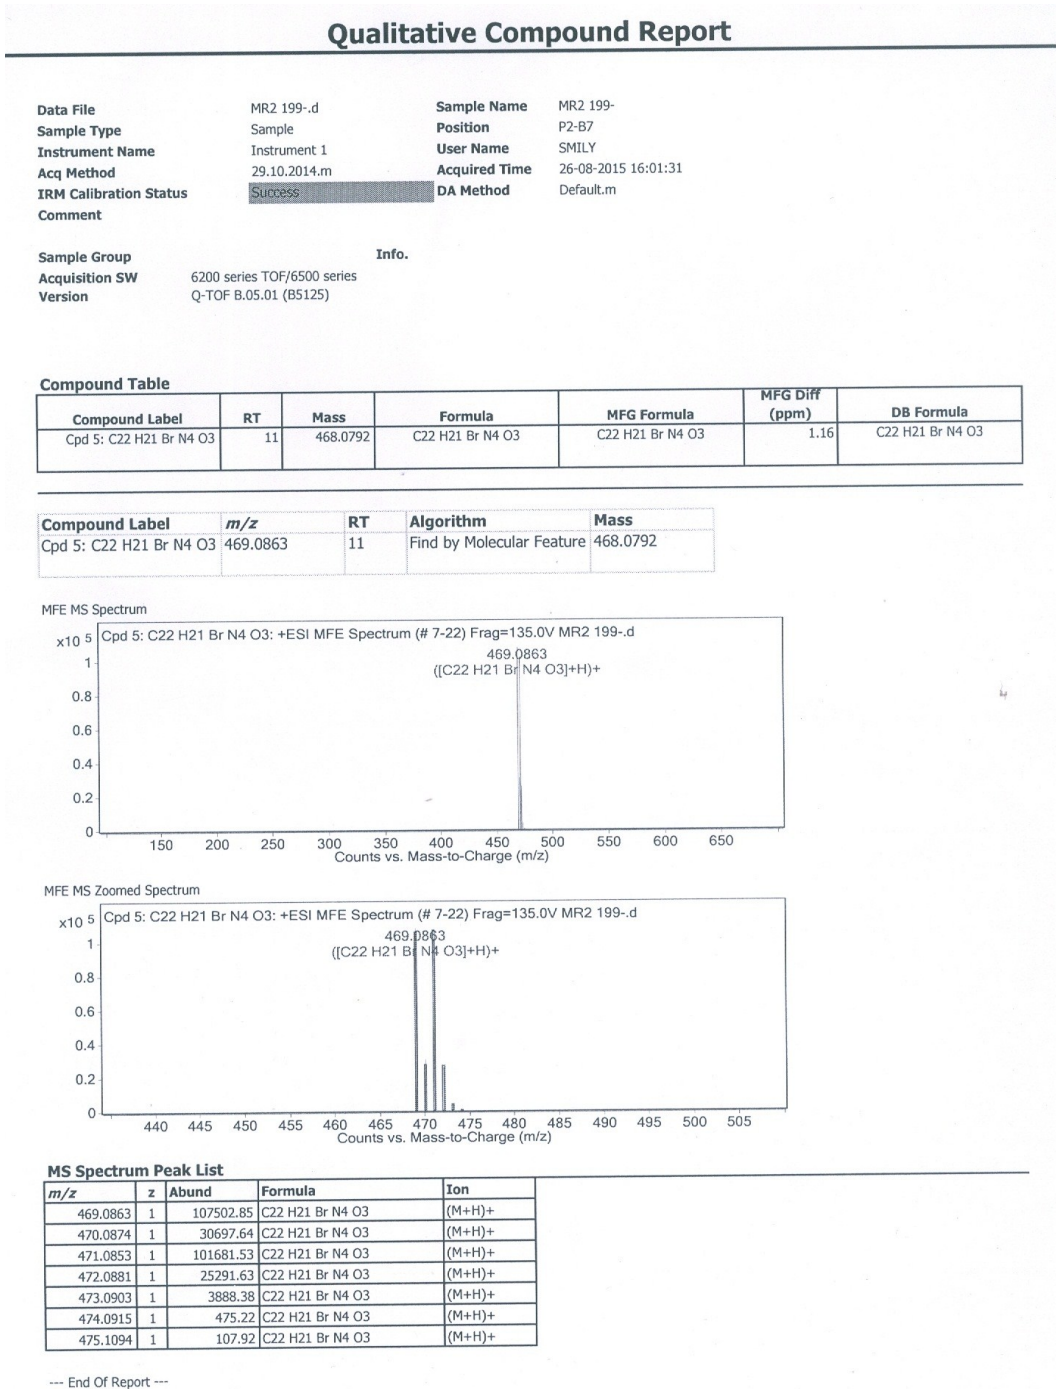 Qualitative Compound Report
Data File MR2 199-.d Sample Name MR2 199-
Sample Type Sample Position P2-B7
Instrument Name Instrument 1 User Name SMILY
Acq Method 29.10.2014.m Acquired Time 26-08-2015 16:01:31
IRM Calibration Status Success DA Method Default.m
Comment
Sample Group Info.
Acquisition SW 6200 series TOF/6500 series
Version Q-TOF B.05.01 (B5125)
Compound Table
Compound Label RT Mass Formula MFG Formula MFG Diff (ppm) DB Formula
Cpd 5: C22 H21 Br N4 O3 11 468.0792 C22 H21 Br N4 O3 C22 H21 Br N4 O3 1.16 C22 H21 Br N4 O3
Compound Label m/z RT Algorithm Mass
Cpd 5: C22 H21 Br N4 O3 469.0863 11 Find by Molecular Feature 468.0792
MFE MS Spectrum
x10 5 Cpd 5: C22 H21 Br N4 O3: +ESI MFE Spectrum (# 7-22) Frag=135.0V MR2 199-.d
469.0863
([C22 H21 Br N4 O3]+H)+
1
0.8
0.6
0.4
0.2
0
150 200 250 300 350 400 450 500 550 600 650
Counts vs. Mass-to-Charge (m/z)
MFE MS Zoomed Spectrum
x10 5 Cpd 5: C22 H21 Br N4 O3: +ESI MFE Spectrum (# 7-22) Frag=135.0V MR2 199-.d
469.0863
([C22 H21 Br N4 O3]+H)+
1
0.8
0.6
0.4
0.2
0
440 445 450 455 460 465 470 475 480 485 490 495 500 505
Counts vs. Mass-to-Charge (m/z)
MS Spectrum Peak List
m/z z Abund Formula Ion
469.0863 1 107502.85 C22 H21 Br N4 O3 (M+H)+
470.0874 1 30697.64 C22 H21 Br N4 O3 (M+H)+
471.0853 1 101681.53 C22 H21 Br N4 O3 (M+H)+
472.0881 1 25291.63 C22 H21 Br N4 O3 (M+H)+
473.0903 1 3888.38 C22 H21 Br N4 O3 (M+H)+
474.0915 1 475.22 C22 H21 Br N4 O3 (M+H)+
475.1094 1 107.92 C22 H21 Br N4 O3 (M+H)+
--- End Of Report ---